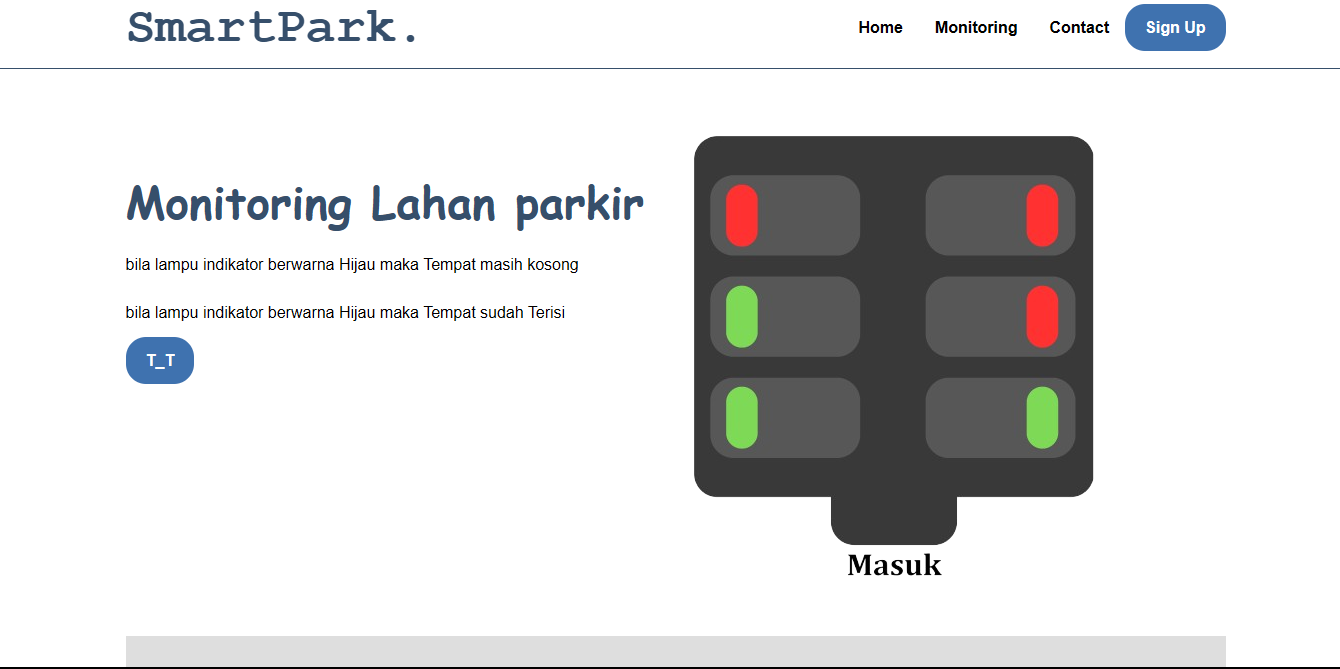 SmartPark.
Home Monitoring Contact Sign Up
Monitoring Lahan parkir
bila lampu indikator berwarna Hijau maka Tempat masih kosong
bila lampu indikator berwarna Hijau maka Tempat sudah Terisi
T_T
Masuk